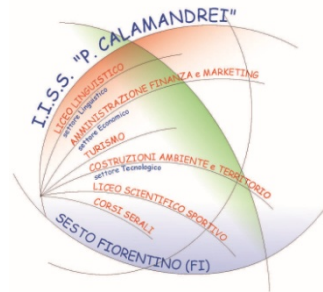 I.I.S.S. "P. CALAMANDREI"
LICEO LINGUISTICO
settore Linguistico
AMMINISTRAZIONE FINANZA e MARKETING
settore Economico
TURISMO
COSTRUZIONI AMBIENTE e TERRITORIO
settore Tecnologico
LICEO SCIENTIFICO SPORTIVO
CORSI SERALI
SESTO FIORENTINO (FI)